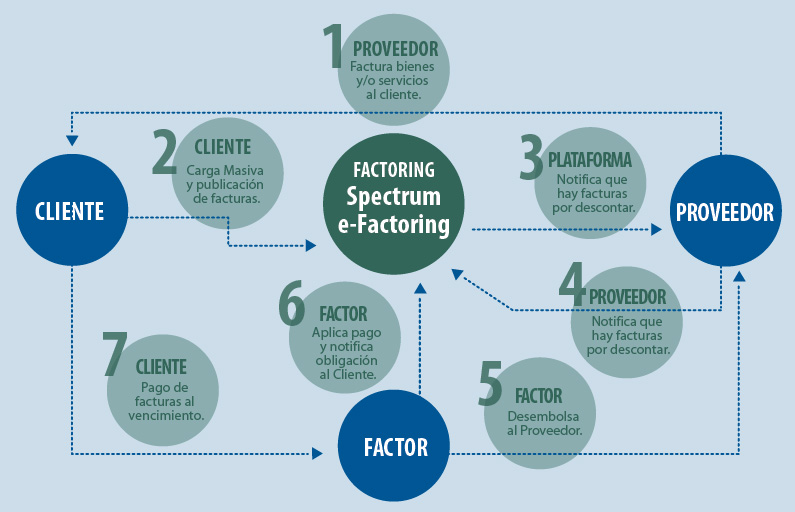 1 PROVEEDOR
Factura bienes
y/o servicios
al cliente.
2 CLIENTE
Carga Masiva
y publicación
de facturas.
FACTORING
Spectrum
e-Factoring
3 PLATAFORMA
Notifica que
hay facturas
por descontar.
CLIENTE
PROVEEDOR
4 PROVEEDOR
Notifica que
hay facturas
por descontar.
6 FACTOR
Aplica pago
y notifica
obligación
al Cliente.
7 CLIENTE
Pago de
facturas al
vencimiento.
5 FACTOR
Desembolsa
al Proveedor.
FACTOR